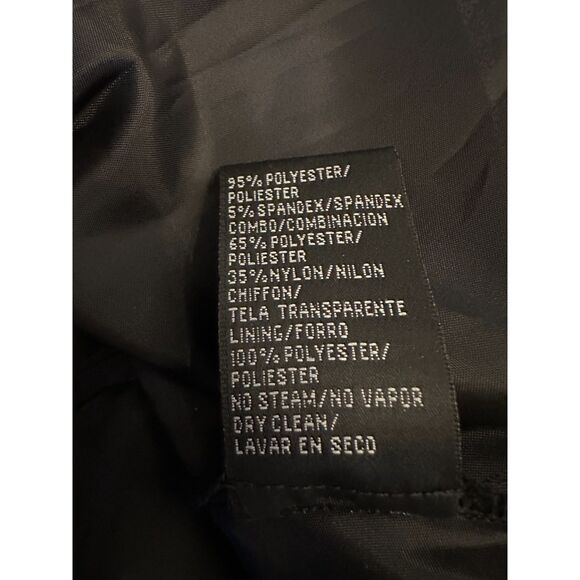 95% POLYESTER/
POLIESTER
5% SPANDEX/SPANDEX
COMBO/COMBINACION
65% POLYESTER/
POLIESTER
35% NYLON/NILON
CHIFFON/
TELA TRANSPARENTE
LINING/FORRO
100% POLYESTER/
POLIESTER
NO STEAM/NO VAPOR
DRY CLEAN/
LAVAR EN SECO